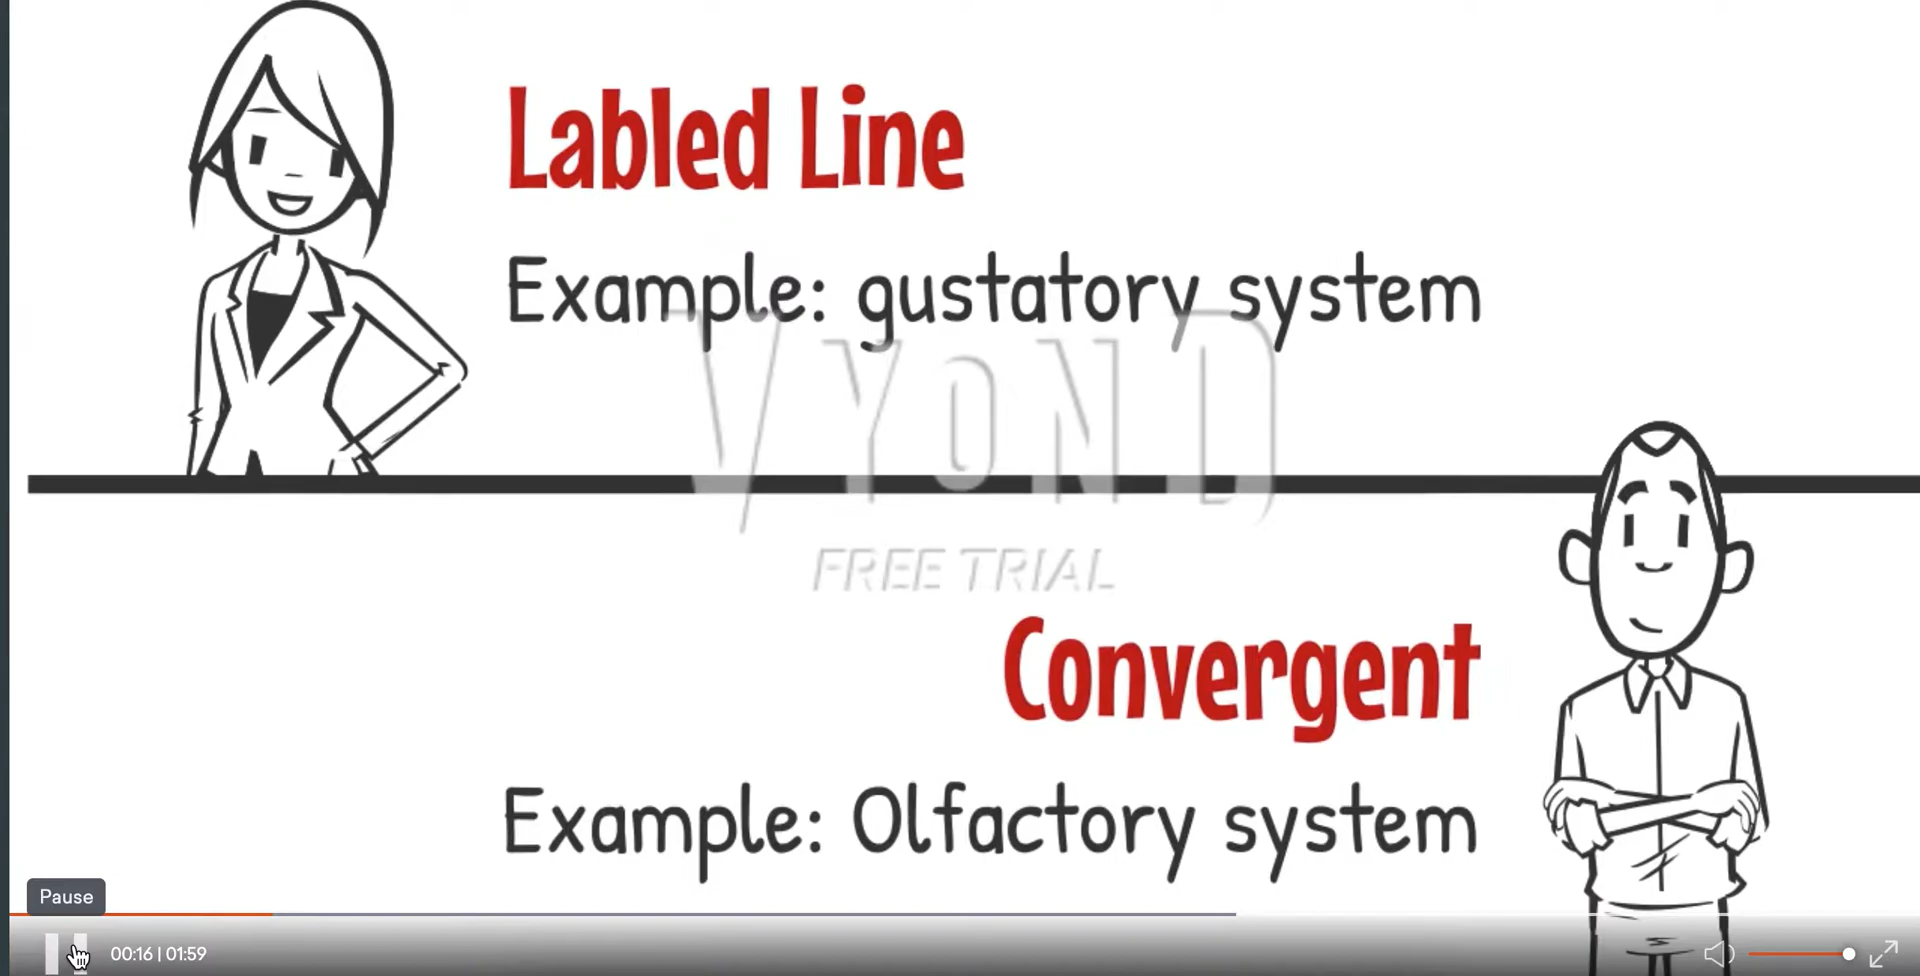 Labled Line
Example: gustatory system
VYOND
FREE TRIAL
Convergent
Example: Olfactory system
Pause
00:16 | 01:59